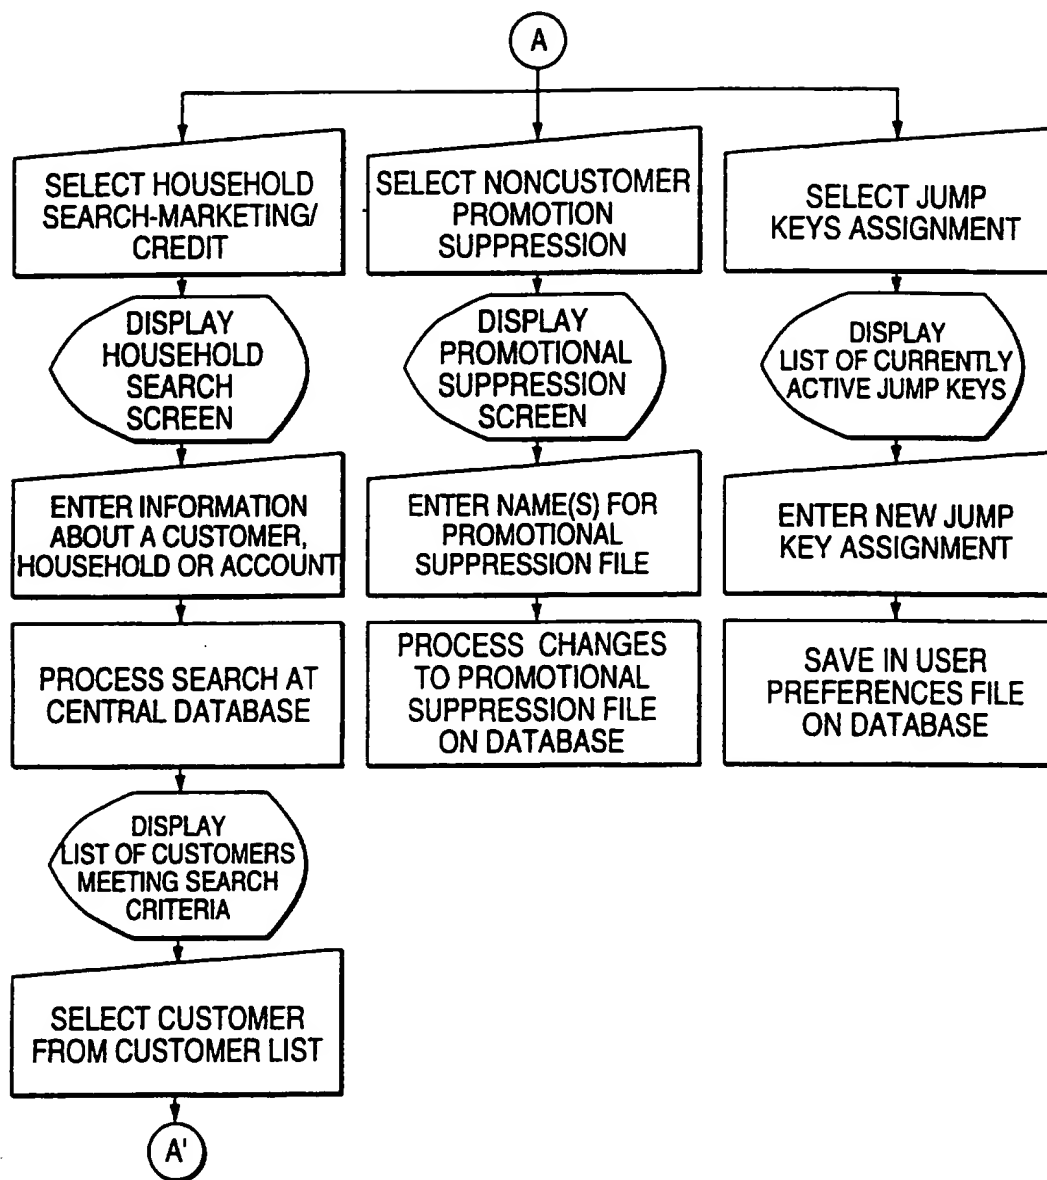 A
SELECT HOUSEHOLD
SEARCH-MARKETING/
CREDIT
DISPLAY
HOUSEHOLD
SEARCH
SCREEN
ENTER INFORMATION
ABOUT A CUSTOMER,
HOUSEHOLD OR ACCOUNT
PROCESS SEARCH AT
CENTRAL DATABASE
DISPLAY
LIST OF CUSTOMERS
MEETING SEARCH
CRITERIA
SELECT CUSTOMER
FROM CUSTOMER LIST
A'
SELECT NONCUSTOMER
PROMOTION
SUPPRESSION
DISPLAY
PROMOTIONAL
SUPPRESSION
SCREEN
ENTER NAME(S) FOR
PROMOTIONAL
SUPPRESSION FILE
PROCESS CHANGES
TO PROMOTIONAL
SUPPRESSION FILE
ON DATABASE
SELECT JUMP
KEYS ASSIGNMENT
DISPLAY
LIST OF CURRENTLY
ACTIVE JUMP KEYS
ENTER NEW JUMP
KEY ASSIGNMENT
SAVE IN USER
PREFERENCES FILE
ON DATABASE